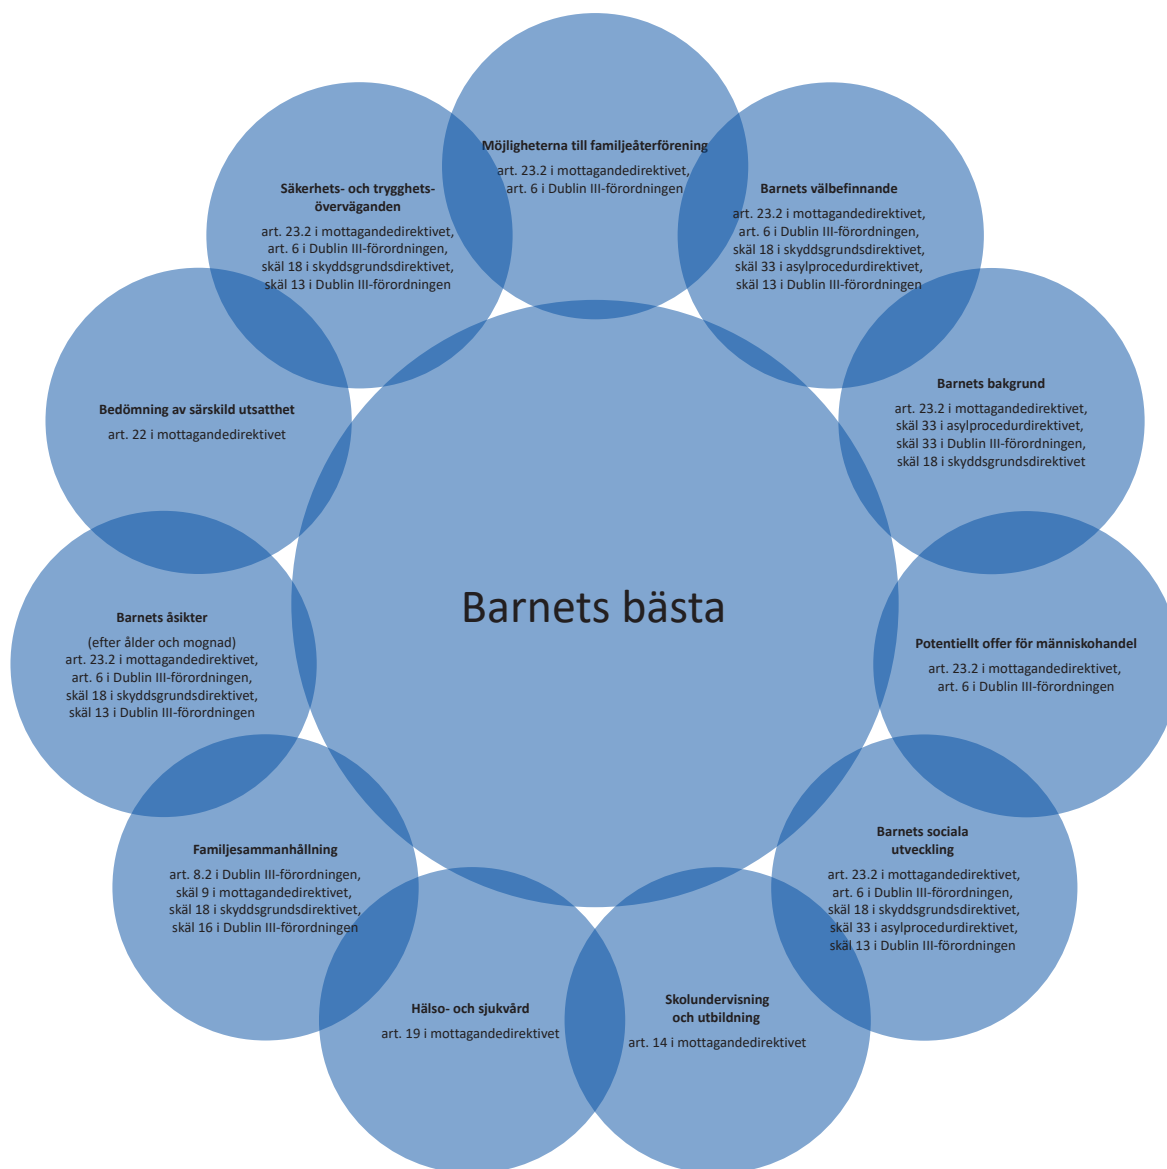 Möjligheterna till familjeåterförening
art. 23.2 i mottagandedirektivet,
art. 6 i Dublin III-förordningen
Barnets välbefinnande
art. 23.2 i mottagandedirektivet,
art. 6 i Dublin III-förordningen,
skäl 18 i skyddsgrundsdirektivet,
skäl 33 i asylprocedurdirektivet,
skäl 13 i Dublin III-förordningen
Barnets bakgrund
art. 23.2 i mottagandedirektivet,
skäl 33 i asylprocedurdirektivet,
skäl 33 i Dublin III-förordningen,
skäl 18 i skyddsgrundsdirektivet
Potentiellt offer för människohandel
art. 23.2 i mottagandedirektivet,
art. 6 i Dublin III-förordningen
Barnets sociala
utveckling
art. 23.2 i mottagandedirektivet,
art. 6 i Dublin III-förordningen,
skäl 18 i skyddsgrundsdirektivet,
skäl 33 i asylprocedurdirektivet,
skäl 13 i Dublin III-förordningen
Skolundervisning
och utbildning
art. 14 i mottagandedirektivet
Hälso- och sjukvård
art. 19 i mottagandedirektivet
Familjesammanhållning
art. 8.2 i Dublin III-förordningen,
skäl 9 i mottagandedirektivet,
skäl 18 i skyddsgrundsdirektivet,
skäl 16 i Dublin III-förordningen
Barnets åsikter
(efter ålder och mognad)
art. 23.2 i mottagandedirektivet,
art. 6 i Dublin III-förordningen,
skäl 18 i skyddsgrundsdirektivet,
skäl 13 i Dublin III-förordningen
Bedömning av särskild utsatthet
art. 22 i mottagandedirektivet
Säkerhets- och trygghets-
överväganden
art. 23.2 i mottagandedirektivet,
art. 6 i Dublin III-förordningen,
skäl 18 i skyddsgrundsdirektivet,
skäl 13 i Dublin III-förordningen
Barnets bästa